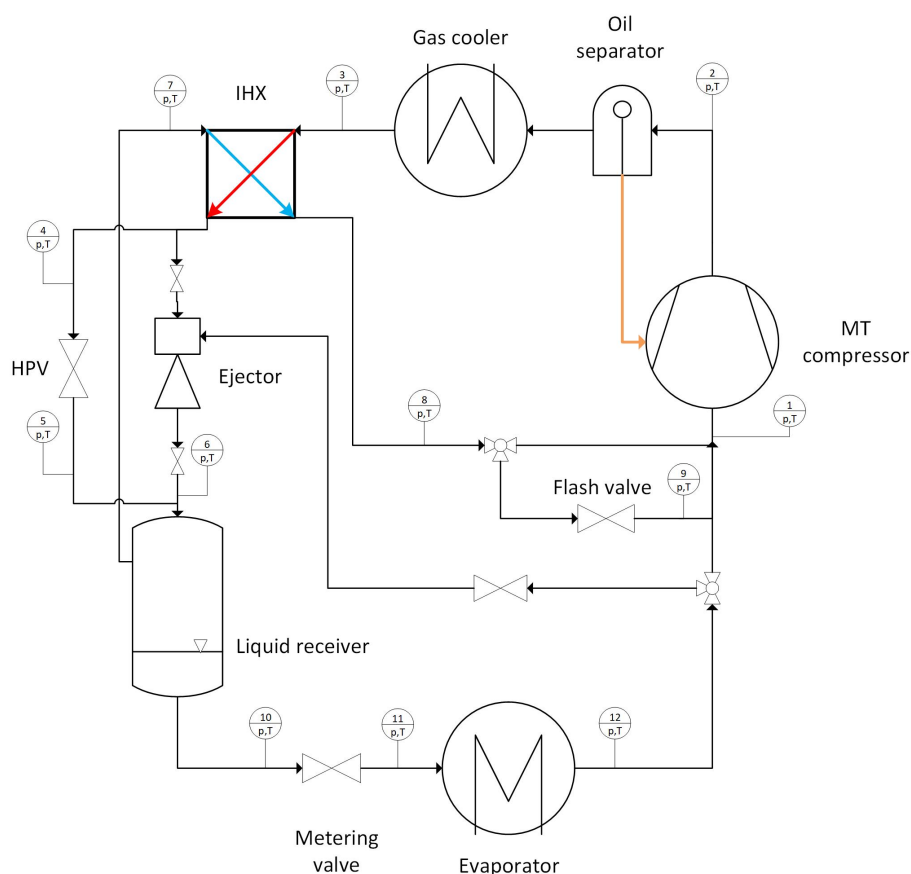 Oil
separator
Gas cooler
2
p,T
3
p,T
7
p,T
IHX
4
p,T
MT
compressor
HPV
Ejector
8
p,T
1
p,T
5
p,T
6
p,T
9
p,T
Flash valve
Liquid receiver
10
p,T
11
p,T
12
p,T
Metering
valve
Evaporator